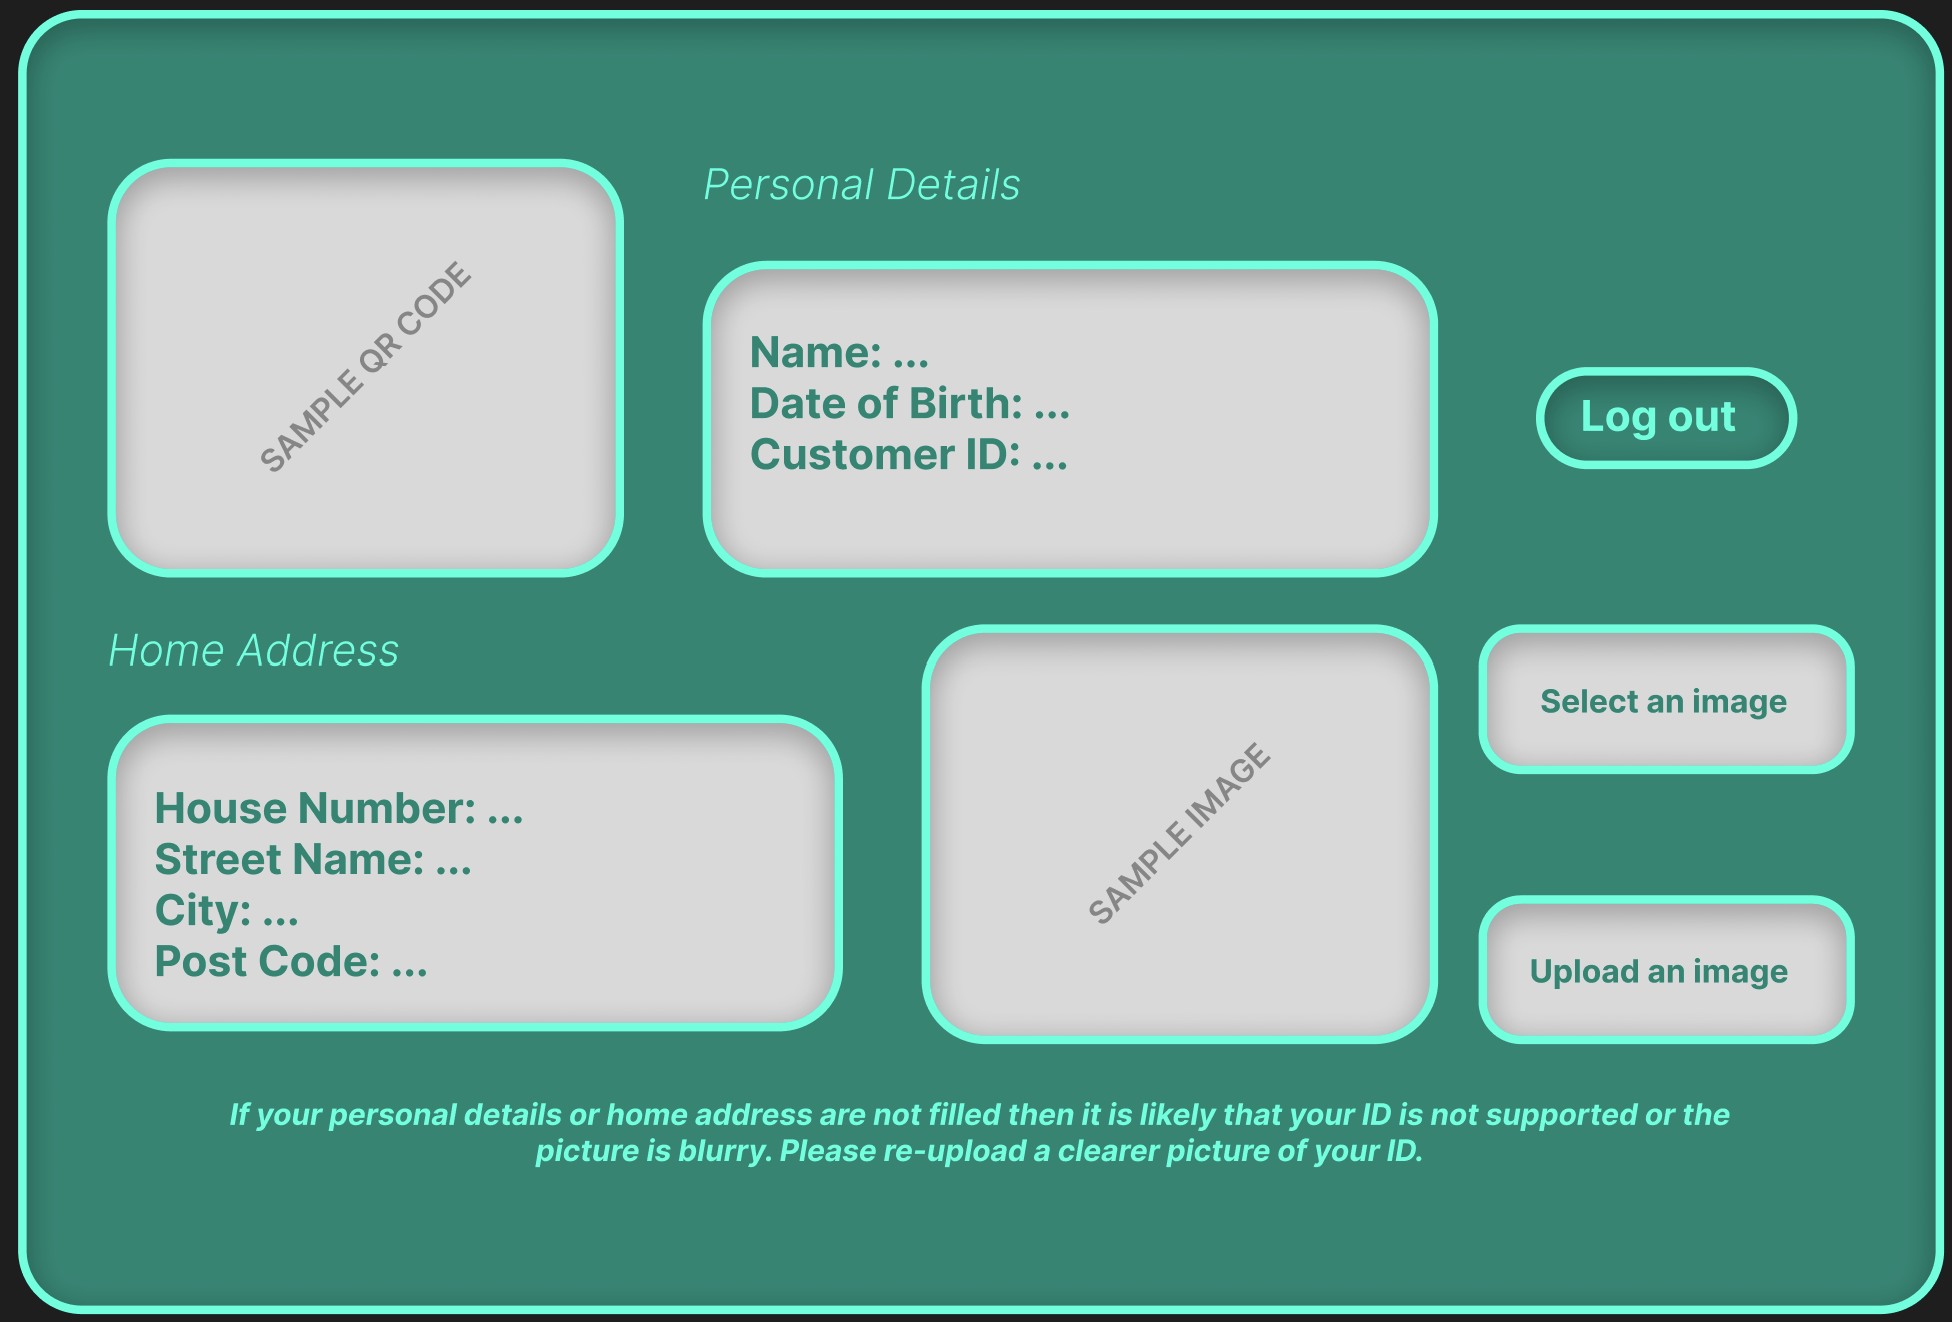 SAMPLE QR CODE
Personal Details
Name: ...
Date of Birth: ...
Customer ID: ...
Log out
Home Address
House Number: ...
Street Name: ...
City: ...
Post Code: ...
SAMPLE IMAGE
Select an image
Upload an image
If your personal details or home address are not filled then it is likely that your ID is not supported or the
picture is blurry. Please re-upload a clearer picture of your ID.